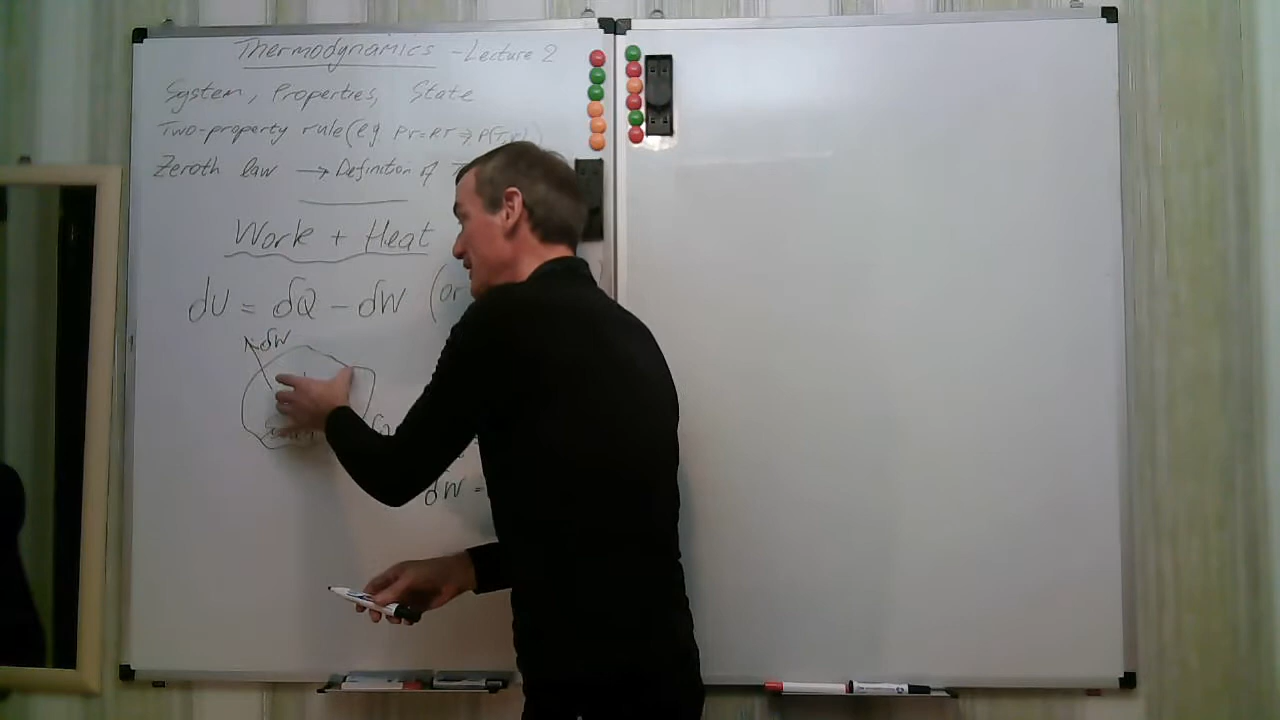 Thermodynamics - Lecture 2
System, Properties, State
Two-property rule (eg Pv=RT ⇒ P(T,v))
Zeroth law → Definition of T
Work + Heat
dU = δQ - δW (or
δW
δW =